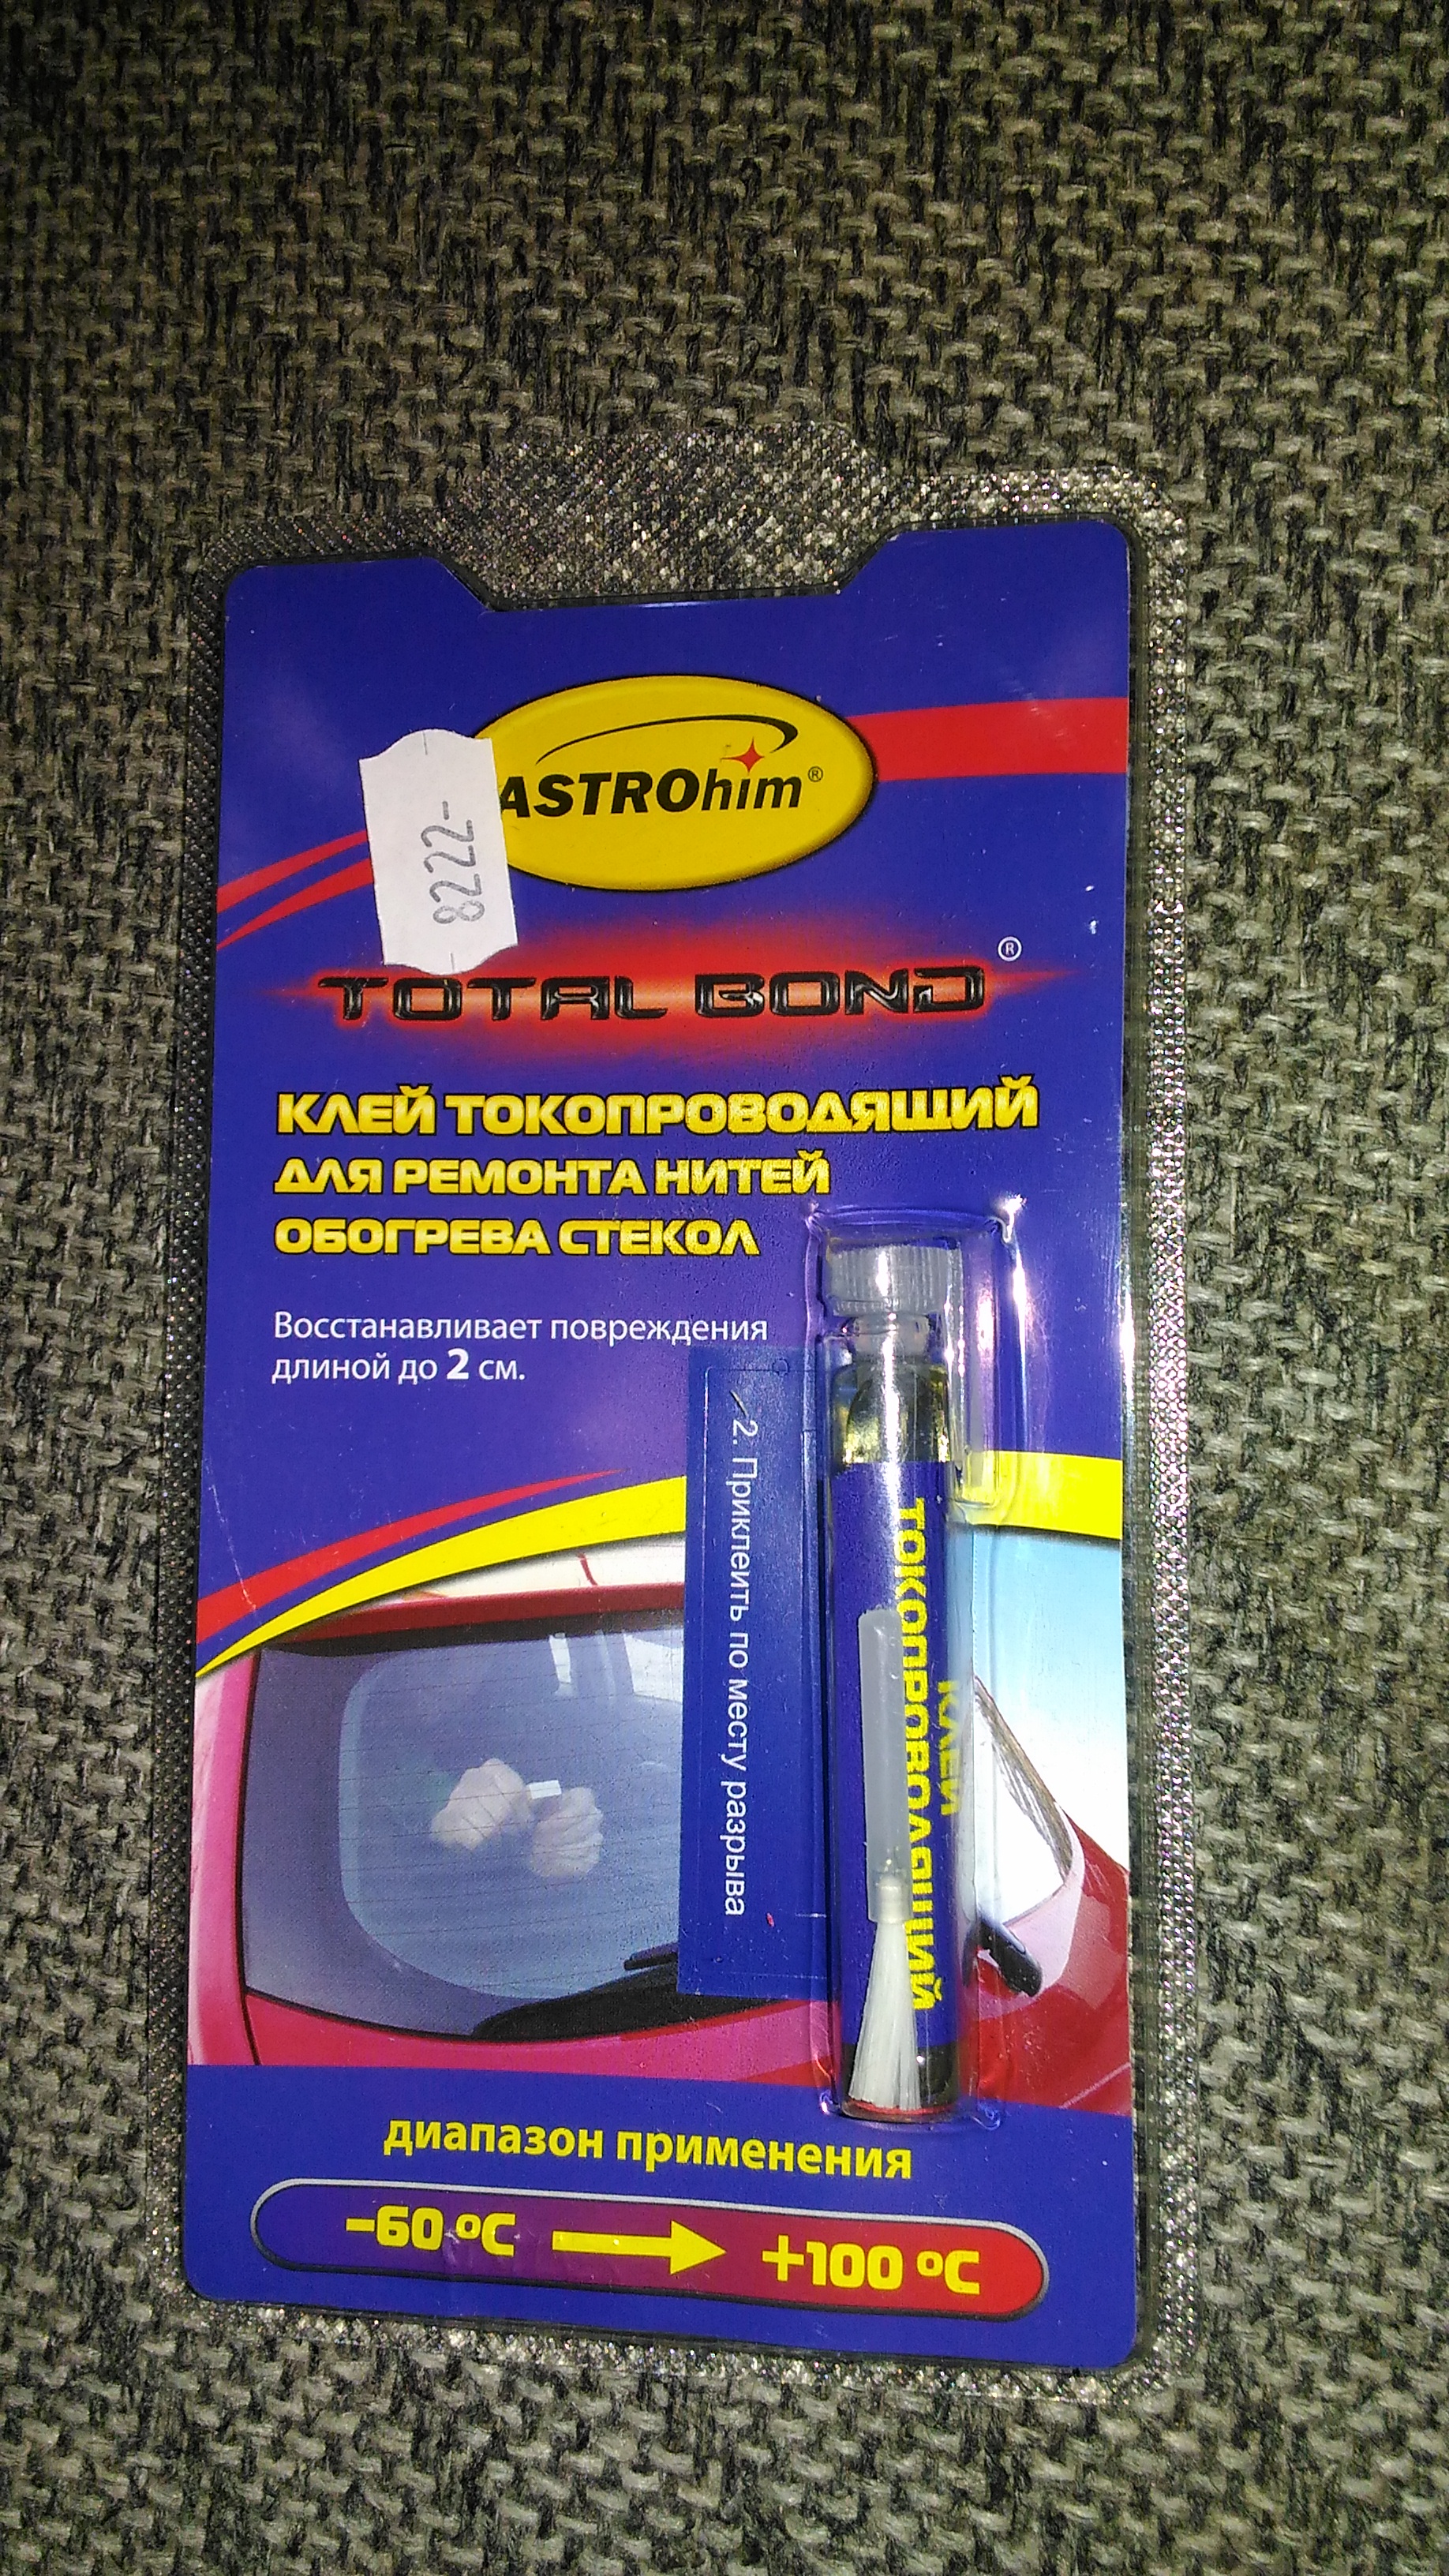 ASTROhim®
8222-
TOTAL BOND®
КЛЕЙ ТОКОПРОВОДЯЩИЙ
ДЛЯ РЕМОНТА НИТЕЙ
ОБОГРЕВА СТЕКОЛ
Восстанавливает повреждения
длиной до 2 см.
2. Приклеить по месту разрыва
КЛЕЙ
ТОКОПРОВОДЯЩИЙ
диапазон применения
-60 °C +100 °C